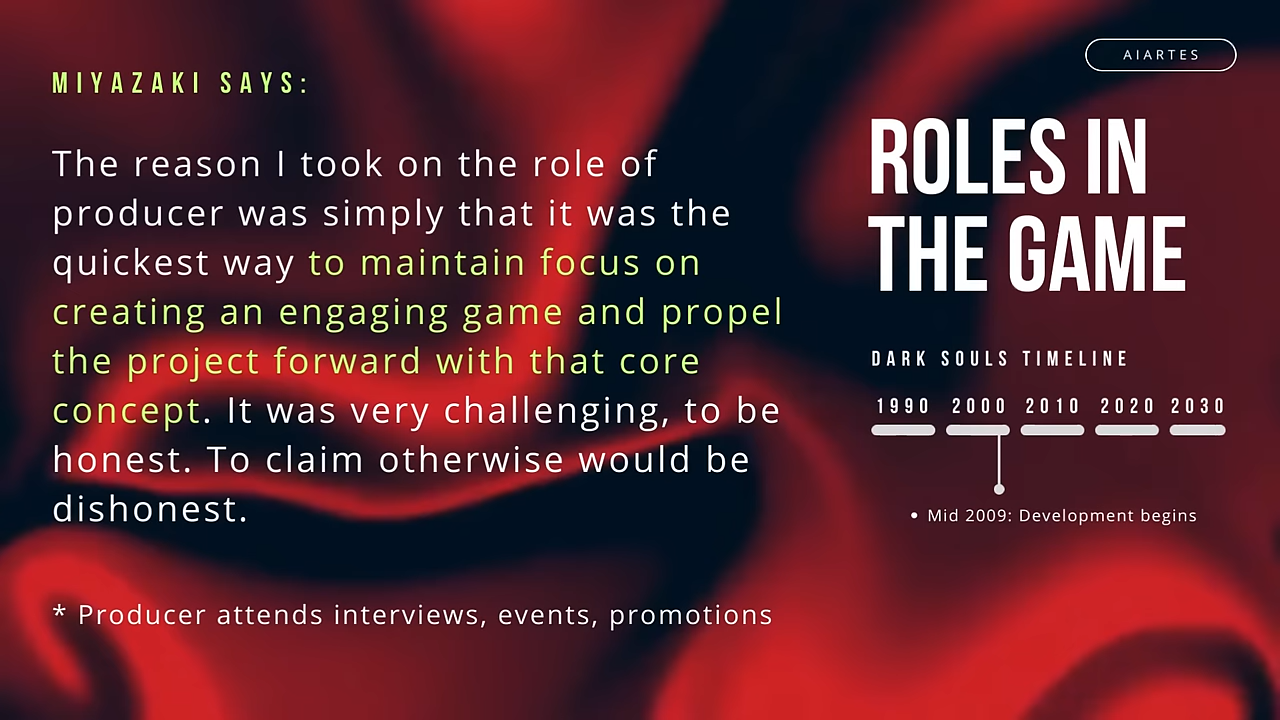 MIYAZAKI SAYS:
The reason I took on the role of
producer was simply that it was the
quickest way to maintain focus on
creating an engaging game and propel
the project forward with that core
concept. It was very challenging, to be
honest. To claim otherwise would be
dishonest.
* Producer attends interviews, events, promotions
AIARTES
ROLES IN
THE GAME
DARK SOULS TIMELINE
1990 2000 2010 2020 2030
• Mid 2009: Development begins